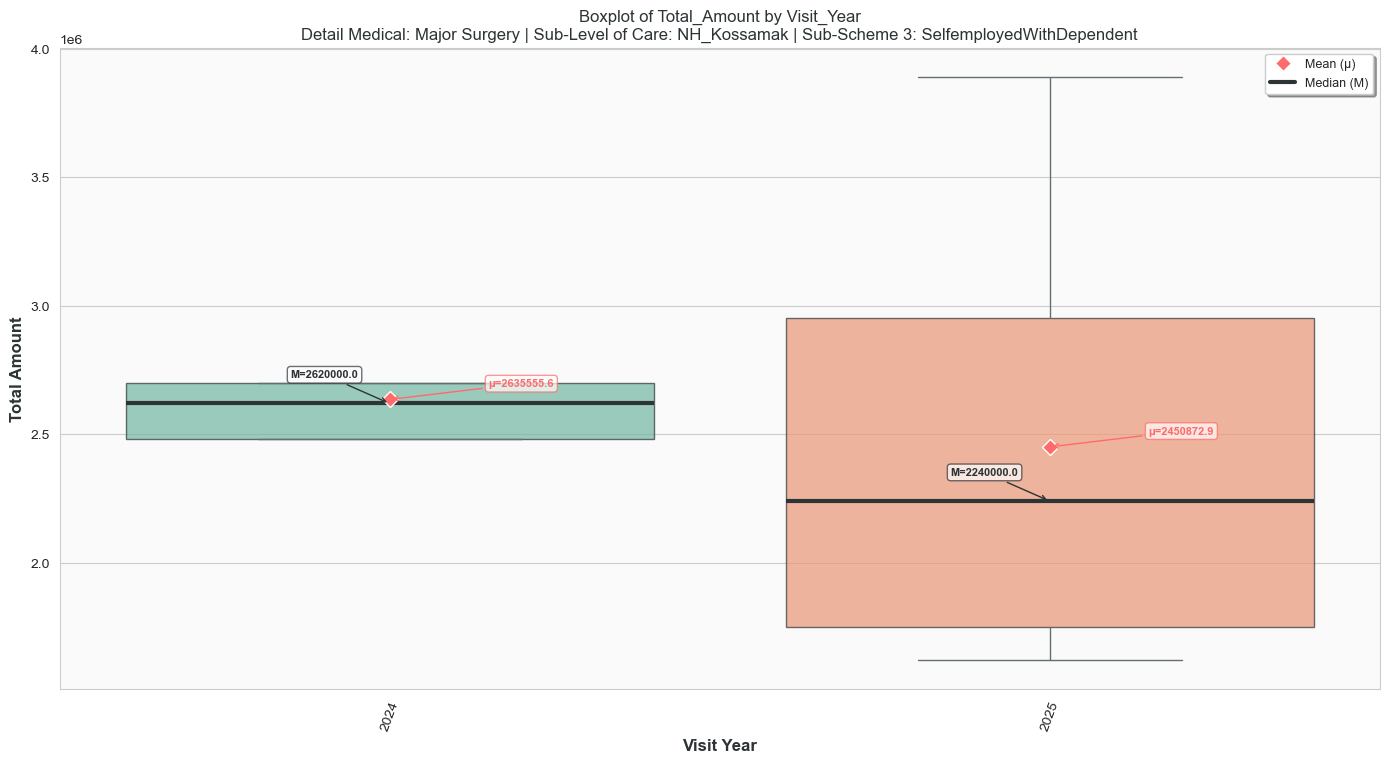 Boxplot of Total_Amount by Visit_Year
Detail Medical: Major Surgery | Sub-Level of Care: NH_Kossamak | Sub-Scheme 3: SelfemployedWithDependent
1e6
4.0
3.5
3.0
2.5
2.0
Total Amount
Mean (μ)
Median (M)
M=2620000.0
μ=2635555.6
μ=2450872.9
M=2240000.0
2024
2025
Visit Year